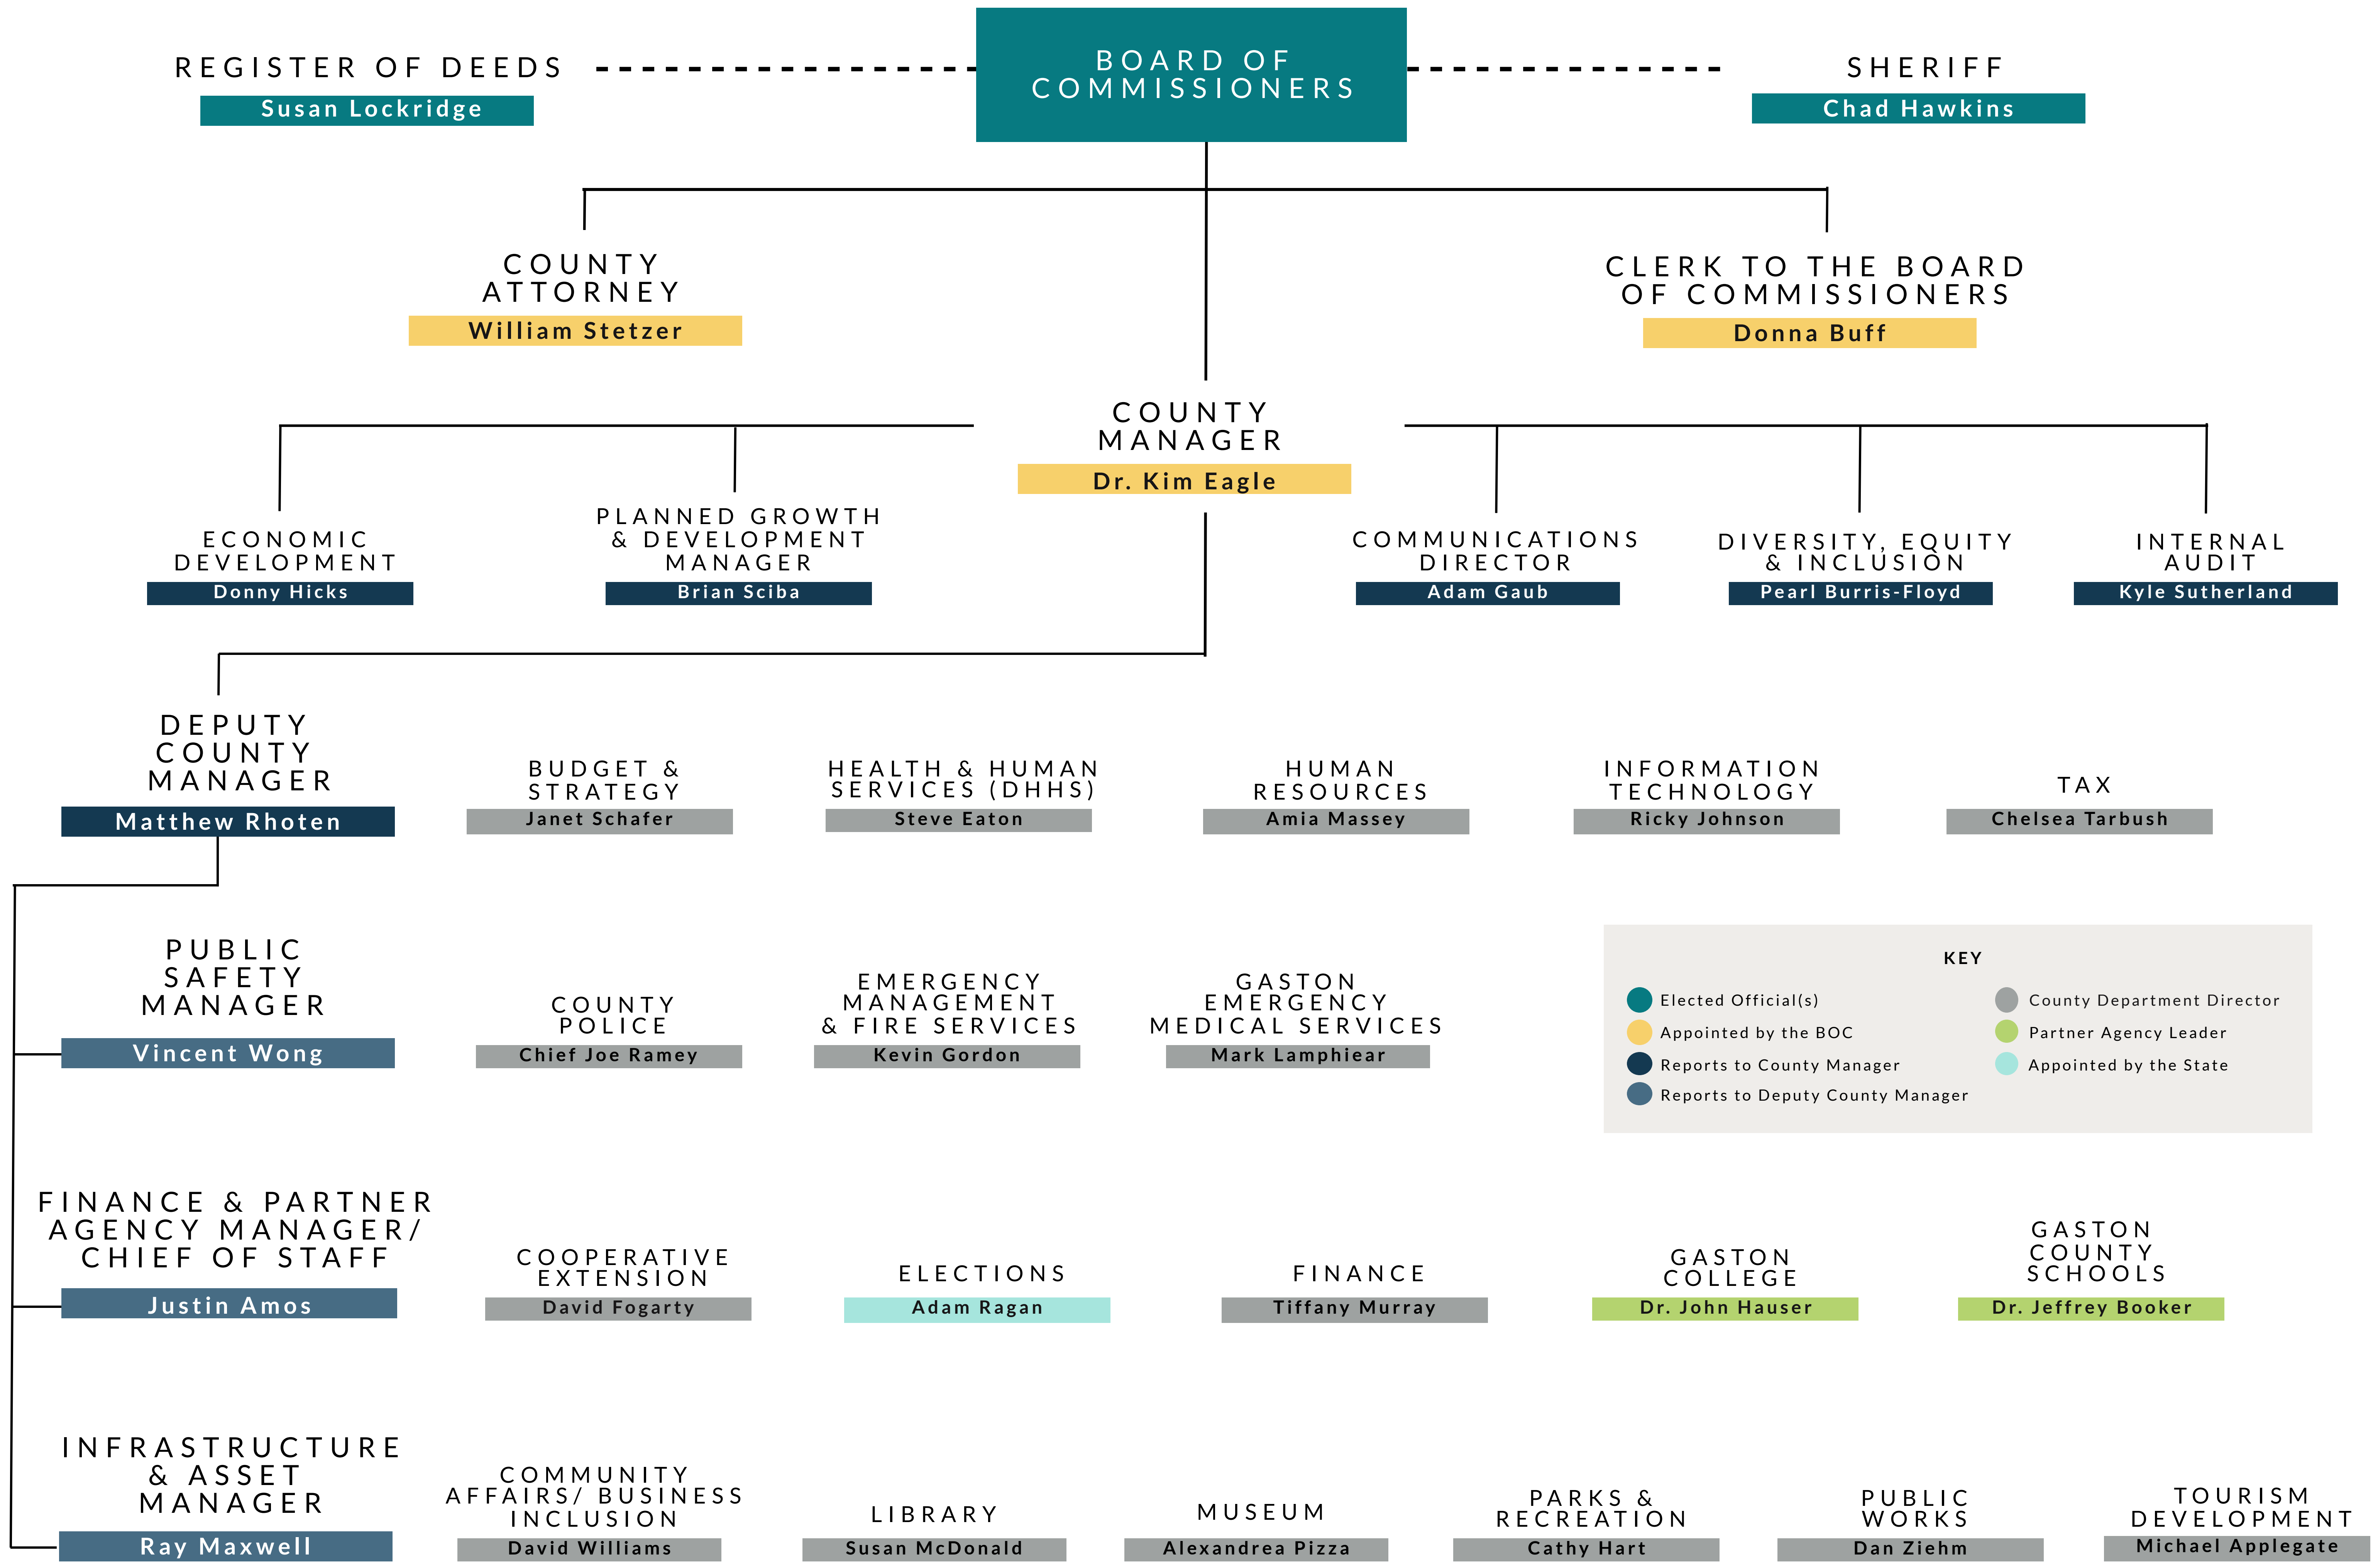 REGISTER OF DEEDS
Susan Lockridge
BOARD OF
COMMISSIONERS
SHERIFF
Chad Hawkins
COUNTY
ATTORNEY
William Stetzer
CLERK TO THE BOARD
OF COMMISSIONERS
Donna Buff
COUNTY
MANAGER
Dr. Kim Eagle
ECONOMIC
DEVELOPMENT
Donny Hicks
PLANNED GROWTH
& DEVELOPMENT
MANAGER
Brian Sciba
COMMUNICATIONS
DIRECTOR
Adam Gaub
DIVERSITY, EQUITY
& INCLUSION
Pearl Burris-Floyd
INTERNAL
AUDIT
Kyle Sutherland
DEPUTY
COUNTY
MANAGER
Matthew Rhoten
BUDGET &
STRATEGY
Janet Schafer
HEALTH & HUMAN
SERVICES (DHHS)
Steve Eaton
HUMAN
RESOURCES
Amia Massey
INFORMATION
TECHNOLOGY
Ricky Johnson
TAX
Chelsea Tarbush
PUBLIC
SAFETY
MANAGER
Vincent Wong
COUNTY
POLICE
Chief Joe Ramey
EMERGENCY
MANAGEMENT
& FIRE SERVICES
Kevin Gordon
GASTON
EMERGENCY
MEDICAL SERVICES
Mark Lamphiear
KEY
Elected Official(s)
Appointed by the BOC
Reports to County Manager
Reports to Deputy County Manager
County Department Director
Partner Agency Leader
Appointed by the State
FINANCE & PARTNER
AGENCY MANAGER/
CHIEF OF STAFF
Justin Amos
COOPERATIVE
EXTENSION
David Fogarty
ELECTIONS
Adam Ragan
FINANCE
Tiffany Murray
GASTON
COLLEGE
Dr. John Hauser
GASTON
COUNTY
SCHOOLS
Dr. Jeffrey Booker
INFRASTRUCTURE
& ASSET
MANAGER
Ray Maxwell
COMMUNITY
AFFAIRS/ BUSINESS
INCLUSION
David Williams
LIBRARY
Susan McDonald
MUSEUM
Alexandrea Pizza
PARKS &
RECREATION
Cathy Hart
PUBLIC
WORKS
Dan Ziehm
TOURISM
DEVELOPMENT
Michael Applegate